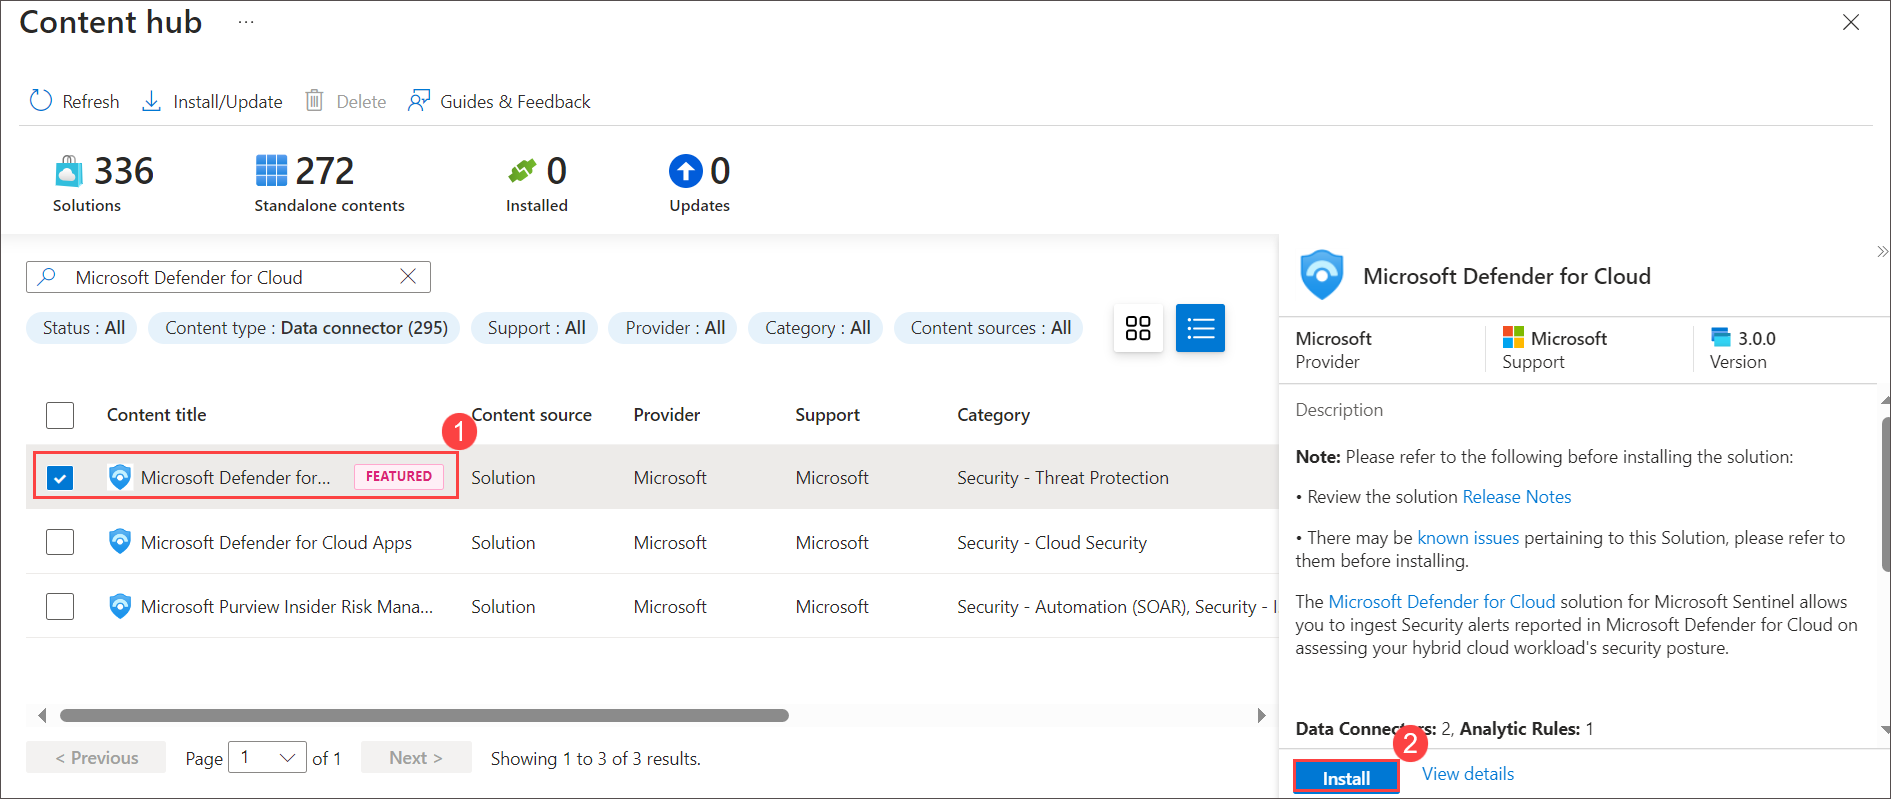 Content hub ...
Refresh Install/Update Delete Guides & Feedback
336 272 0 0
Solutions Standalone contents Installed Updates
Microsoft Defender for Cloud
Status : All Content type : Data connector (295) Support : All Provider : All Category : All Content sources : All
Content title Content source Provider Support Category
1
Microsoft Defender for... FEATURED Solution Microsoft Microsoft Security - Threat Protection
Microsoft Defender for Cloud Apps Solution Microsoft Microsoft Security - Cloud Security
Microsoft Purview Insider Risk Mana... Solution Microsoft Microsoft Security - Automation (SOAR), Security - I
< Previous Page 1 of 1 Next > Showing 1 to 3 of 3 results.
»
Microsoft Defender for Cloud
Microsoft Microsoft 3.0.0
Provider Support Version
Description
Note: Please refer to the following before installing the solution:
• Review the solution Release Notes
• There may be known issues pertaining to this Solution, please refer to
them before installing.
The Microsoft Defender for Cloud solution for Microsoft Sentinel allows
you to ingest Security alerts reported in Microsoft Defender for Cloud on
assessing your hybrid cloud workload's security posture.
Data Connectors: 2, Analytic Rules: 1
2
Install View details